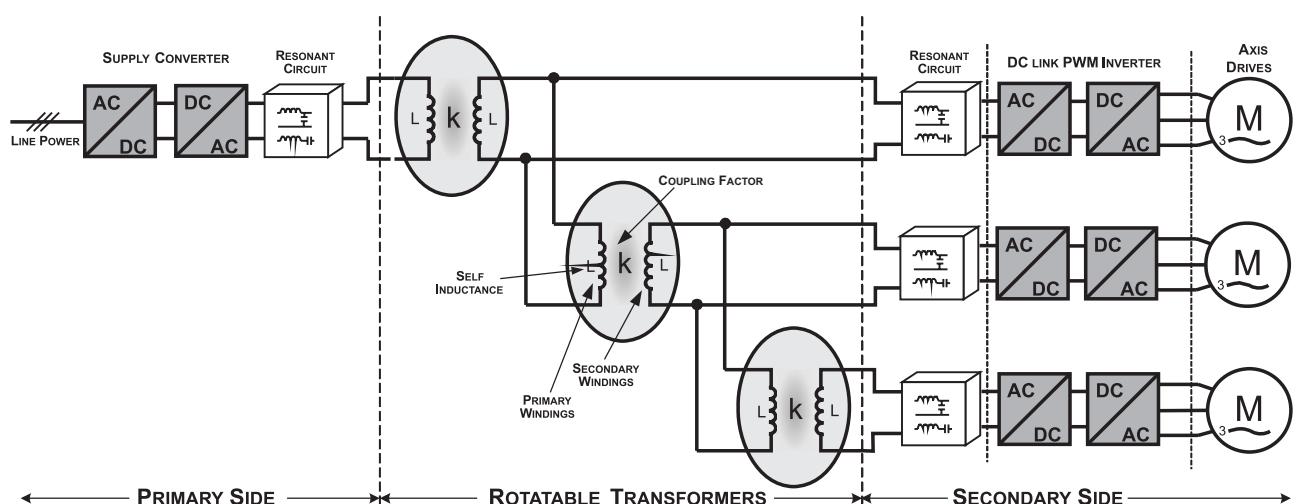 SUPPLY CONVERTER
RESONANT
CIRCUIT
RESONANT
CIRCUIT
DC LINK PWM INVERTER
AXIS
DRIVES
LINE POWER
AC
DC
DC
AC
L
k
L
AC
DC
DC
AC
M
3
COUPLING FACTOR
SELF
INDUCTANCE
L
k
L
AC
DC
DC
AC
M
3
PRIMARY
WINDINGS
SECONDARY
WINDINGS
L
k
L
AC
DC
DC
AC
M
3
PRIMARY SIDE
ROTATABLE TRANSFORMERS
SECONDARY SIDE